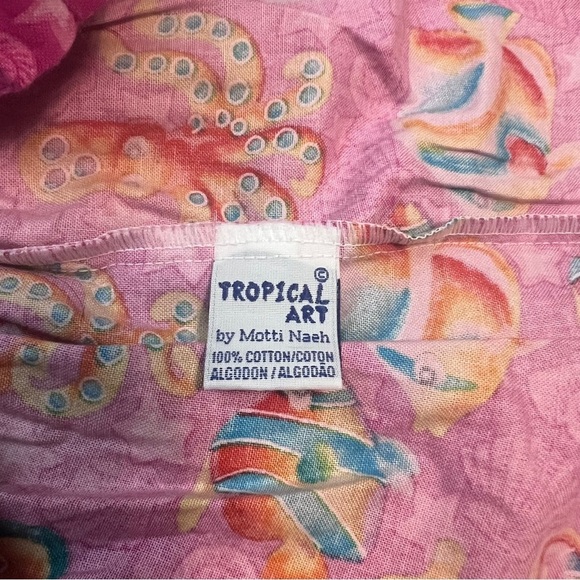 ©
TROPICAL
ART
by Motti Naeh
100% COTTON/COTON
ALGODON/ALGODÃO